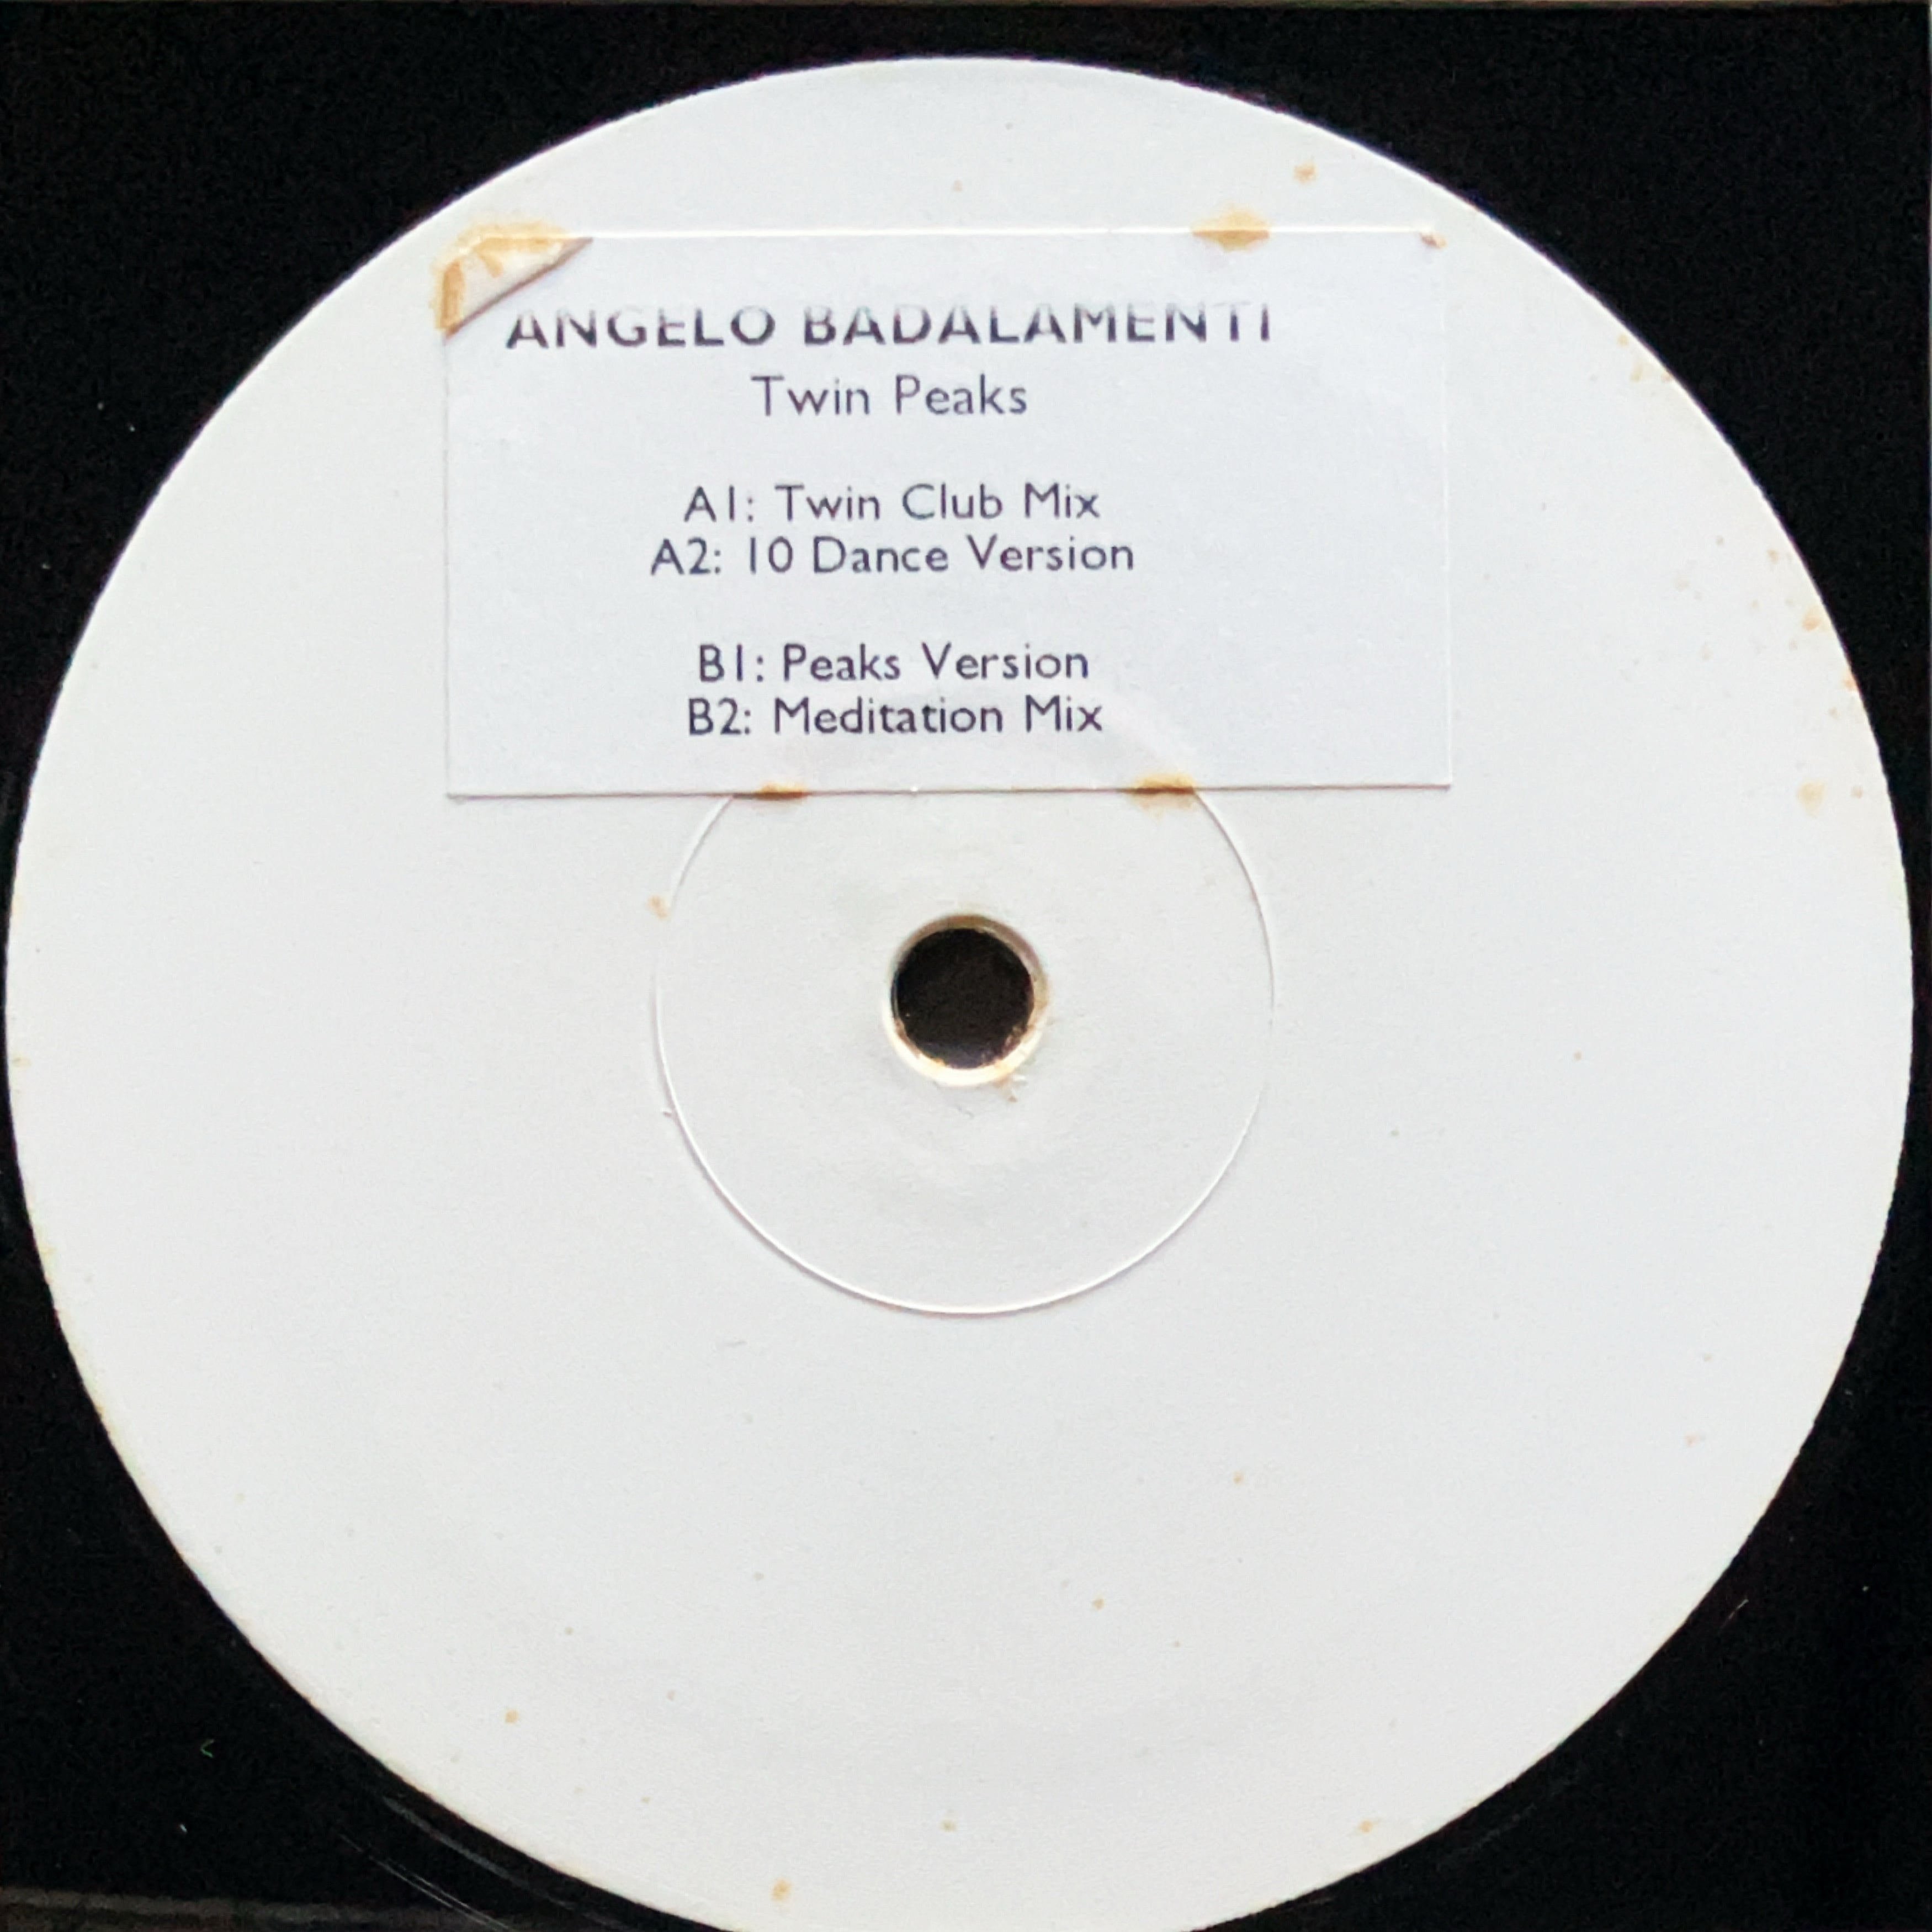 ANGELO BADALAMENTI
Twin Peaks
A1: Twin Club Mix
A2: 10 Dance Version
B1: Peaks Version
B2: Meditation Mix